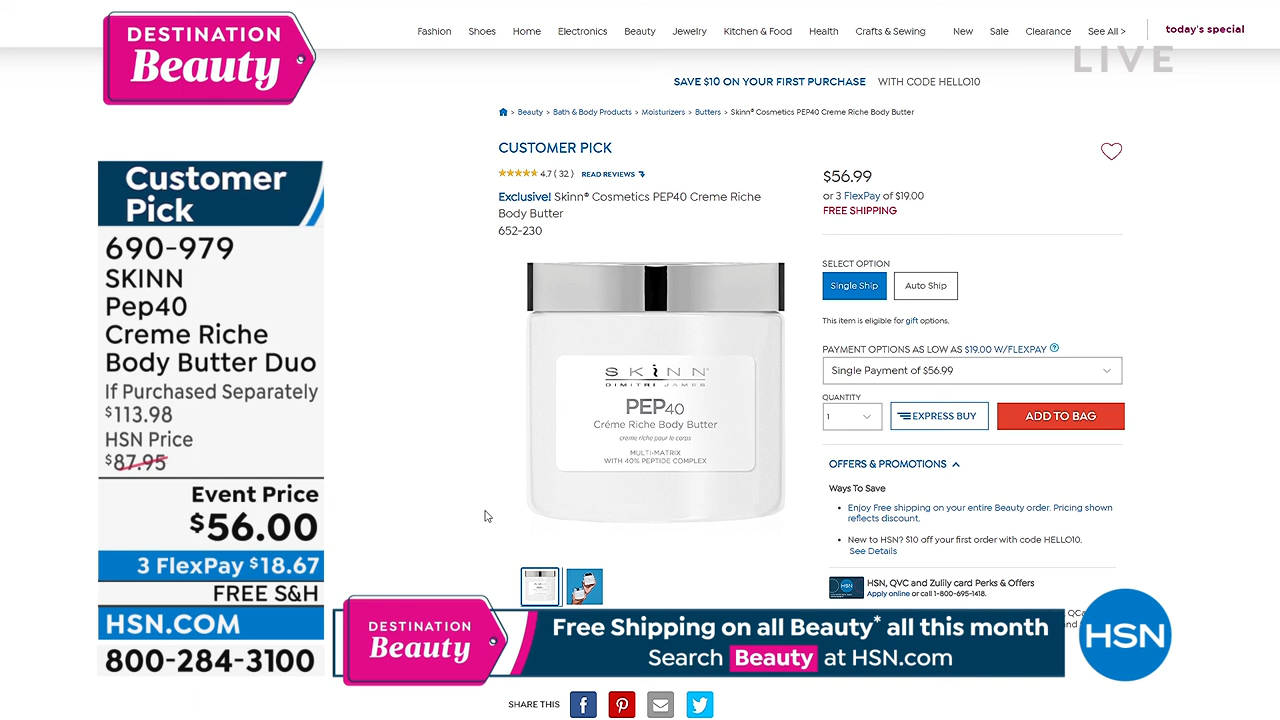 DESTINATION
Beauty
Fashion Shoes Home Electronics Beauty Jewelry Kitchen & Food Health Crafts & Sewing New Sale Clearance See All > today's special
LIVE
SAVE $10 ON YOUR FIRST PURCHASE WITH CODE HELLO10
> Beauty > Bath & Body Products > Moisturizers > Butters > Skinn® Cosmetics PEP40 Creme Riche Body Butter
Customer
Pick
690-979
SKINN
Pep40
Creme Riche
Body Butter Duo
If Purchased Separately
$113.98
HSN Price
$87.95
Event Price
$56.00
3 FlexPay $18.67
FREE S&H
HSN.COM
800-284-3100
CUSTOMER PICK
4.7 ( 32 ) READ REVIEWS
Exclusive! Skinn® Cosmetics PEP40 Creme Riche
Body Butter
652-230
SKINN®
DIMITRI JAMES
PEP40
Créme Riche Body Butter
creme riche pour le corps
MULTI-MATRIX
WITH 40% PEPTIDE COMPLEX
$56.99
or 3 FlexPay of $19.00
FREE SHIPPING
SELECT OPTION
Single Ship Auto Ship
This item is eligible for gift options.
PAYMENT OPTIONS AS LOW AS $19.00 W/FLEXPAY ?
Single Payment of $56.99
QUANTITY
1 EXPRESS BUY ADD TO BAG
OFFERS & PROMOTIONS
Ways To Save
• Enjoy Free shipping on your entire Beauty order. Pricing shown
reflects discount.
• New to HSN? $10 off your first order with code HELLO10.
See Details
HSN, QVC and Zulily card Perks & Offers
Apply online or call 1-800-695-1418.
DESTINATION
Beauty
Free Shipping on all Beauty* all this month
Search Beauty at HSN.com
HSN
SHARE THIS